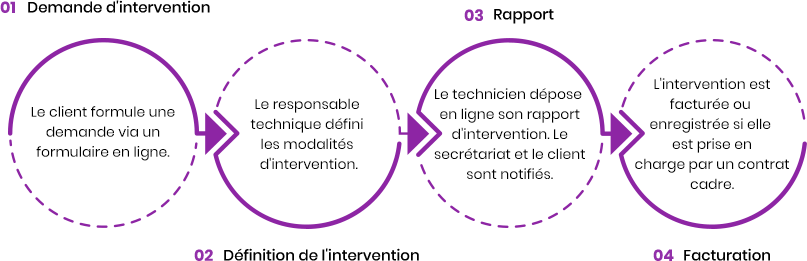 01 Demande d'intervention
Le client formule une
demande via un
formulaire en ligne.
02 Définition de l'intervention
Le responsable
technique défini
les modalités
d'intervention.
03 Rapport
Le technicien dépose
en ligne son rapport
d'intervention. Le
secrétariat et le client
sont notifiés.
04 Facturation
L'intervention est
facturée ou
enregistrée si elle
est prise en
charge par un contrat
cadre.